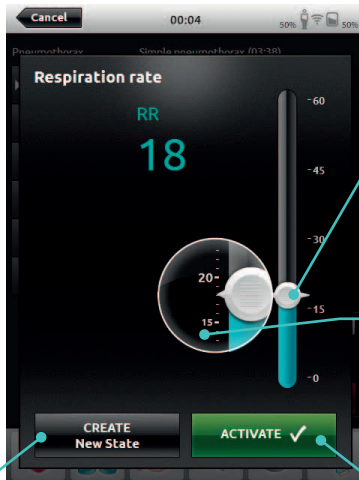 Cancel
00:04
50%
50%
Pneumothorax
Simple pneumothorax (03:38)
Respiration rate
RR
18
-60
-45
-30
-15
-0
20-
15-
CREATE
New State
ACTIVATE